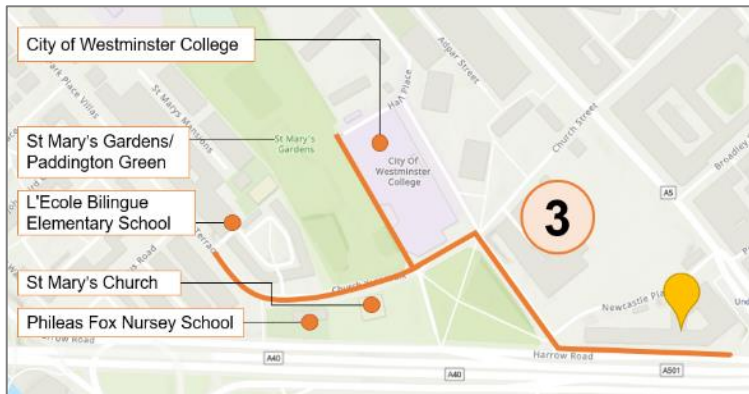 City of Westminster College
St Mary's Gardens/
Paddington Green
L'Ecole Bilingue
Elementary School
St Mary's Church
Phileas Fox Nursey School
Park Place Villas
St Marys Mansions
St Mary's
Gardens
Hall Place
Adpar Street
Church Street
City Of
Westminster
College
Broadley
A5
3
Newcastle Pla
Harrow Road
A40
A40
Harrow Road
A501